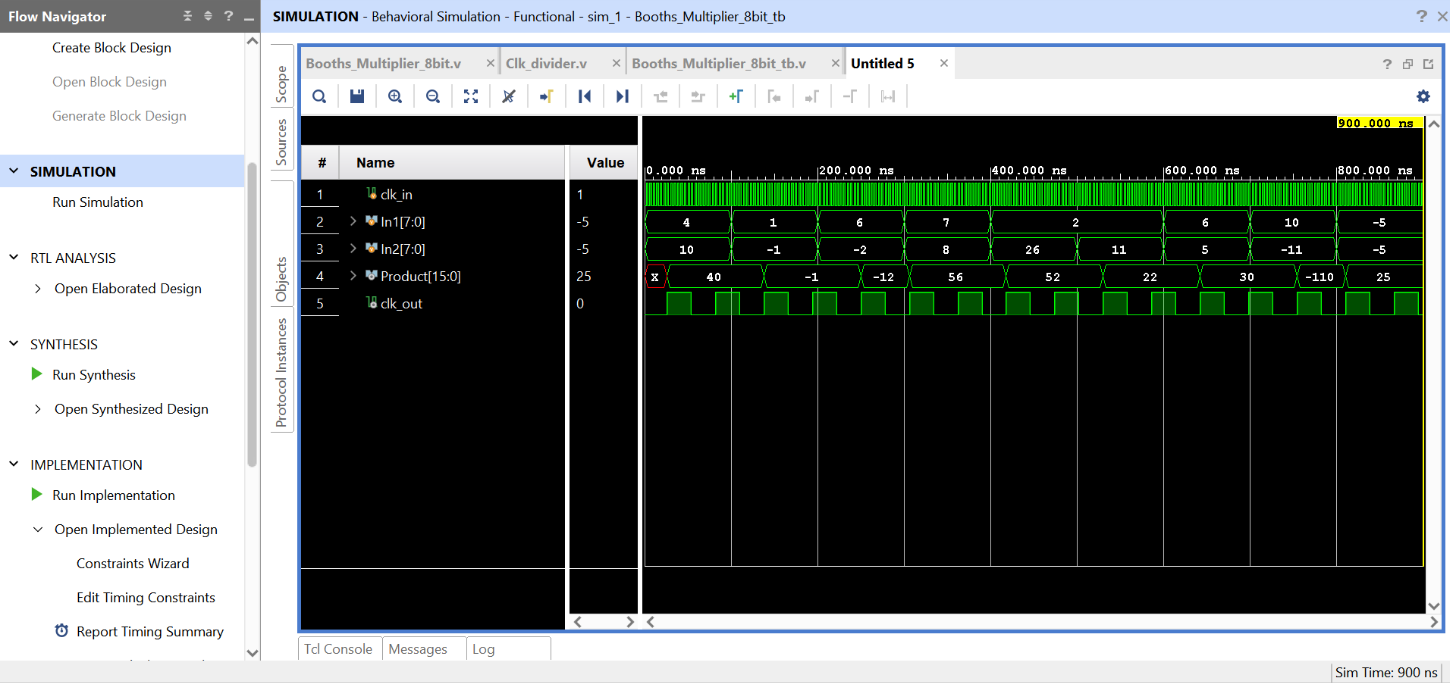 Flow Navigator
?
SIMULATION - Behavioral Simulation - Functional - sim_1 - Booths_Multiplier_8bit_tb
Create Block Design
Open Block Design
Generate Block Design
SIMULATION
Run Simulation
RTL ANALYSIS
Open Elaborated Design
SYNTHESIS
Run Synthesis
Open Synthesized Design
IMPLEMENTATION
Run Implementation
Open Implemented Design
Constraints Wizard
Edit Timing Constraints
Report Timing Summary
Scope
Sources
Objects
Protocol Instances
Booths_Multiplier_8bit.v
Clk_divider.v
Booths_Multiplier_8bit_tb.v
Untitled 5
# Name Value
1 clk_in 1
2 In1[7:0] -5
3 In2[7:0] -5
4 Product[15:0] 25
5 clk_out 0
900.000 ns
0.000 ns 200.000 ns 400.000 ns 600.000 ns 800.000 ns
4 1 6 7 2 6 10 -5
10 -1 -2 8 26 11 5 -11 -5
X 40 -1 -12 56 52 22 30 -110 25
Tcl Console Messages Log
Sim Time: 900 ns